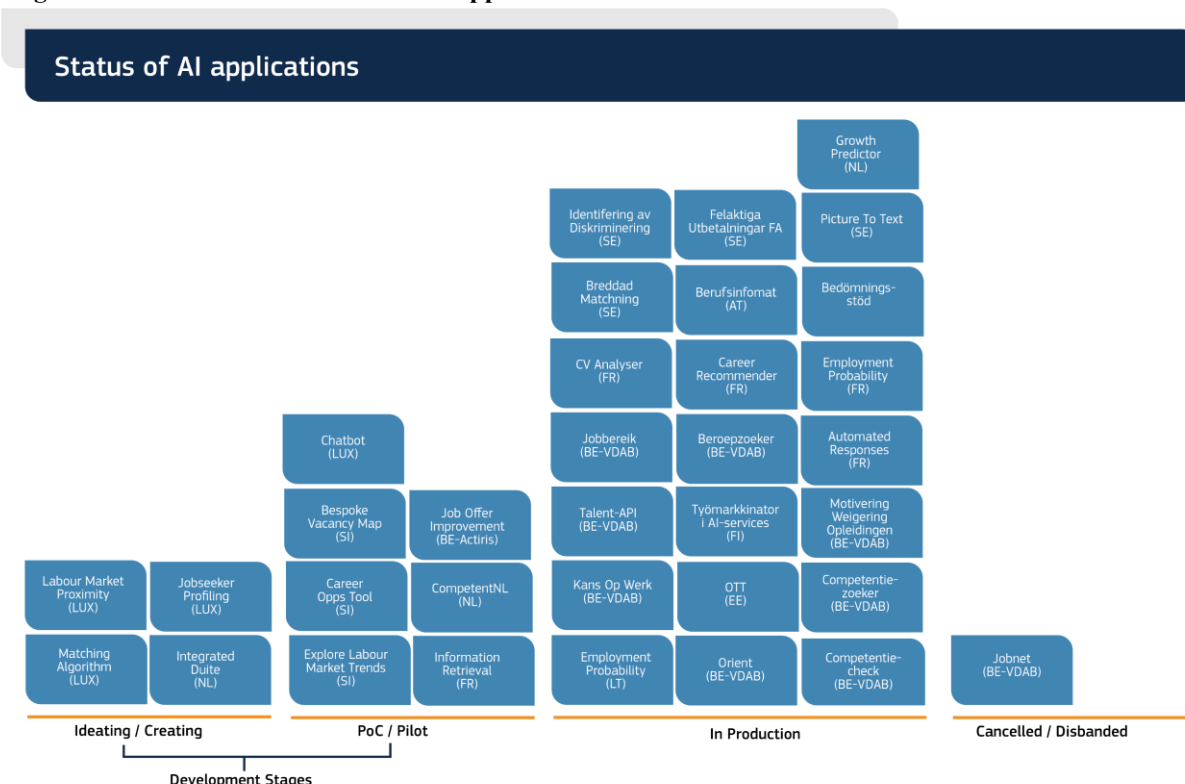 Status of AI applications
Growth
Predictor
(NL)
Identifering av
Diskriminering
(SE)
Felaktiga
Utbetalningar FA
(SE)
Picture To Text
(SE)
Breddad
Matchning
(SE)
Berufsinfomat
(AT)
Bedömnings-
stöd
CV Analyser
(FR)
Career
Recommender
(FR)
Employment
Probability
(FR)
Chatbot
(LUX)
Jobbereik
(BE-VDAB)
Beroepzoeker
(BE-VDAB)
Automated
Responses
(FR)
Bespoke
Vacancy Map
(SI)
Job Offer
Improvement
(BE-Actiris)
Talent-API
(BE-VDAB)
Työmarkkinator
i AI-services
(FI)
Motivering
Weigering
Opleidingen
(BE-VDAB)
Labour Market
Proximity
(LUX)
Jobseeker
Profiling
(LUX)
Career
Opps Tool
(SI)
CompetentNL
(NL)
Kans Op Werk
(BE-VDAB)
OTT
(EE)
Competentie-
zoeker
(BE-VDAB)
Matching
Algorithm
(LUX)
Integrated
Duite
(NL)
Explore Labour
Market Trends
(SI)
Information
Retrieval
(FR)
Employment
Probability
(LT)
Orient
(BE-VDAB)
Competentie-
check
(BE-VDAB)
Jobnet
(BE-VDAB)
Ideating / Creating
PoC / Pilot
In Production
Cancelled / Disbanded
Development Stages